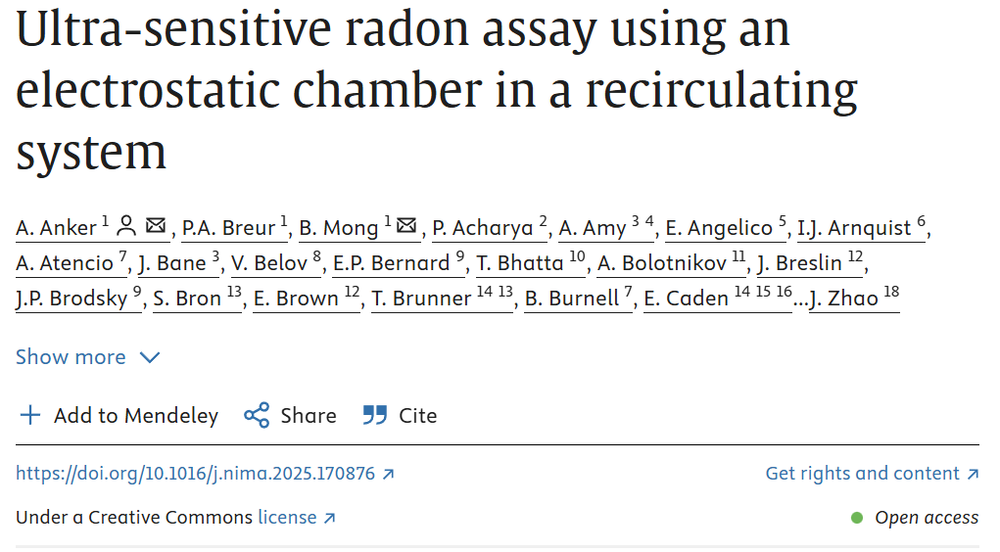 Ultra-sensitive radon assay using an
electrostatic chamber in a recirculating
system
A. Anker 1, P.A. Breur 1, B. Mong 1, P. Acharya 2, A. Amy 3 4, E. Angelico 5, I.J. Arnquist 6,
A. Atencio 7, J. Bane 3, V. Belov 8, E.P. Bernard 9, T. Bhatta 10, A. Bolotnikov 11, J. Breslin 12,
J.P. Brodsky 9, S. Bron 13, E. Brown 12, T. Brunner 14 13, B. Burnell 7, E. Caden 14 15 16...J. Zhao 18
Show more
Add to Mendeley Share Cite
https://doi.org/10.1016/j.nima.2025.170876 Get rights and content
Under a Creative Commons license Open access